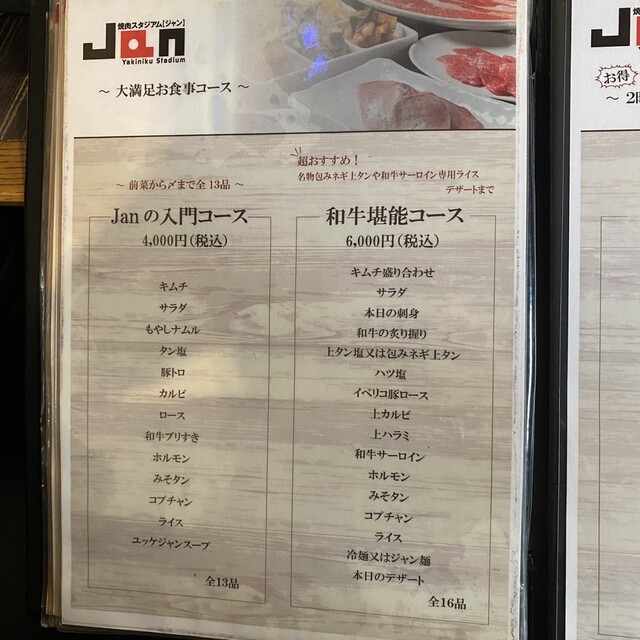 焼肉スタジアム[ジャン]
Jan
Yakiniku Stadium
～ 大満足お食事コース ～
～ 前菜から〆まで全13品 ～
Janの入門コース
4,000円(税込)
キムチ
サラダ
もやしナムル
タン塩
豚トロ
カルビ
ロース
和牛ブリすき
ホルモン
みそタン
コプチャン
ライス
ユッケジャンスープ
全13品
超おすすめ！
名物包みネギ上タンや和牛サーロイン専用ライス
デザートまで
和牛堪能コース
6,000円(税込)
キムチ盛り合わせ
サラダ
本日の刺身
和牛の炙り握り
上タン塩又は包みネギ上タン
ハツ塩
イベリコ豚ロース
上カルビ
上ハラミ
和牛サーロイン
ホルモン
みそタン
コプチャン
ライス
冷麺又はジャン麺
本日のデザート
全16品
お得